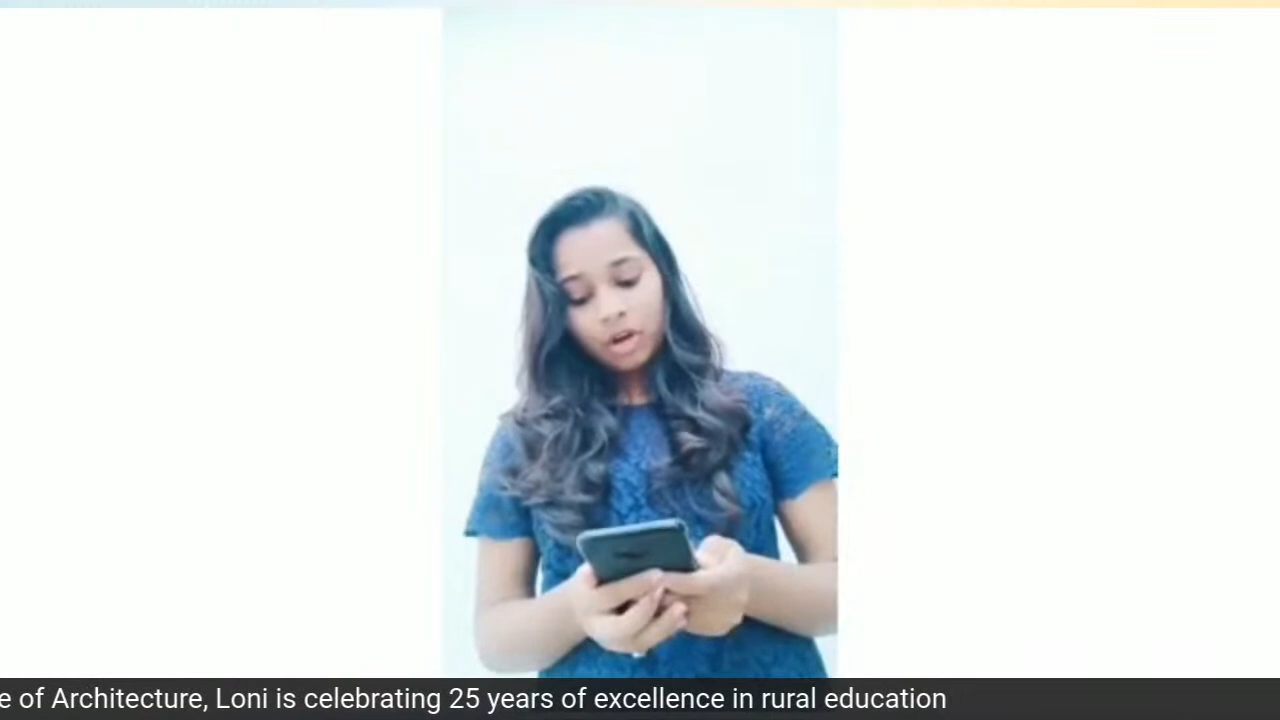 e of Architecture, Loni is celebrating 25 years of excellence in rural education